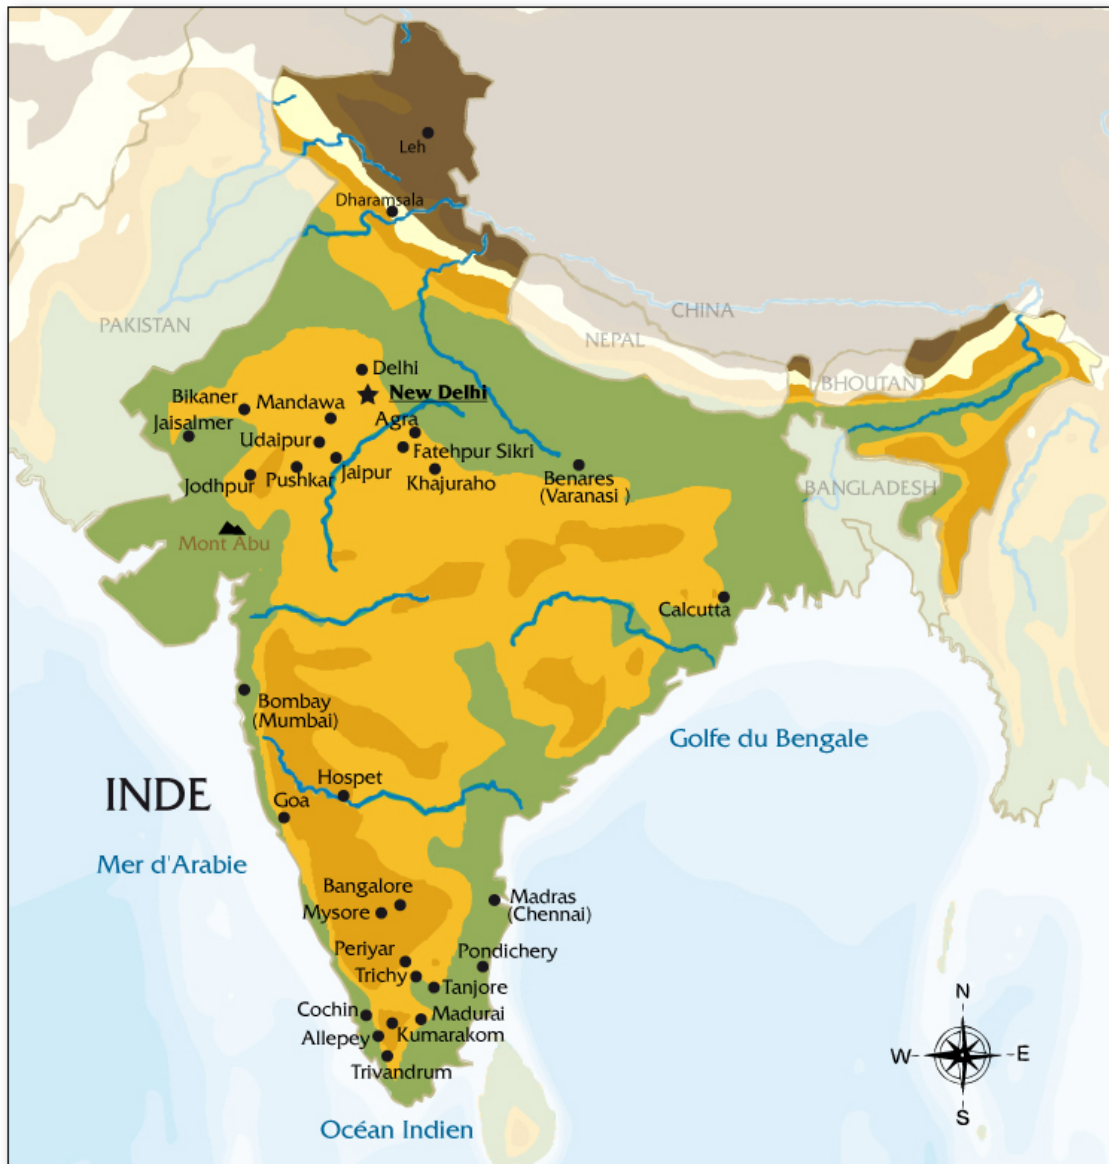 Leh
Dharamsala
PAKISTAN
CHINA
NEPAL
BHOUTAN
Delhi
New Delhi
Bikaner
Mandawa
Jaisalmer
Agra
Udaipur
Fatehpur Sikri
Jodhpur
Pushkar
Jaipur
Khajuraho
Benares
(Varanasi )
BANGLADESH
Mont Abu
Calcutta
Bombay
(Mumbai)
Golfe du Bengale
Hospet
INDE
Goa
Mer d'Arabie
Bangalore
Mysore
Madras
(Chennai)
Periyar
Pondichery
Trichy
Tanjore
Cochin
Madurai
Allepey
Kumarakom
Trivandrum
Océan Indien
N
W
E
S